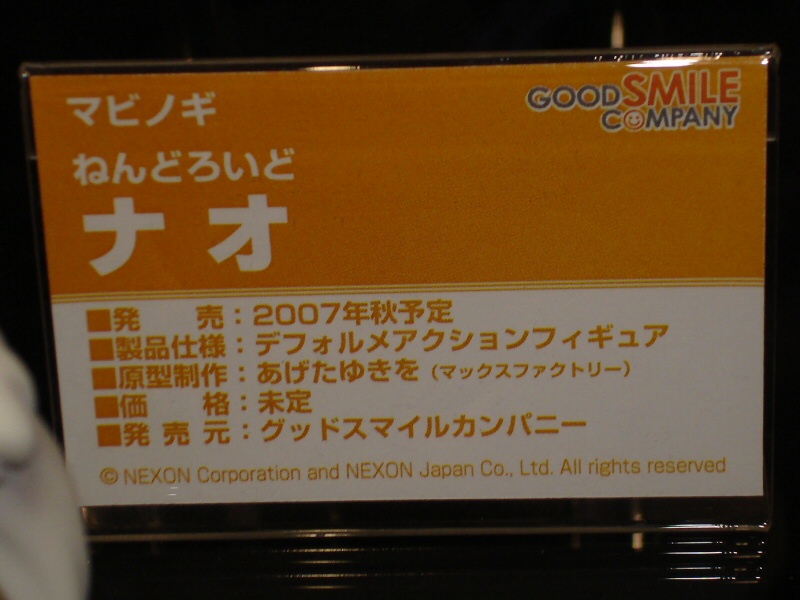 マビノギ
GOODSMILE
COMPANY
ねんどろいど
ナオ
■発　　売：2007年秋予定
■製品仕様：デフォルメアクションフィギュア
■原型制作：あげたゆきを（マックスファクトリー）
■価　　格：未定
■発 売 元：グッドスマイルカンパニー
© NEXON Corporation and NEXON Japan Co., Ltd. All rights reserved